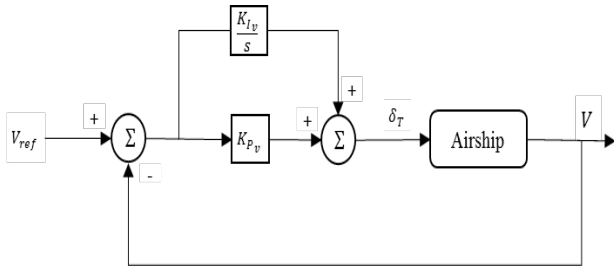 K_{I_v}
s
+
+ + δ_T V
V_{ref} Σ K_{P_v} Σ Airship
-